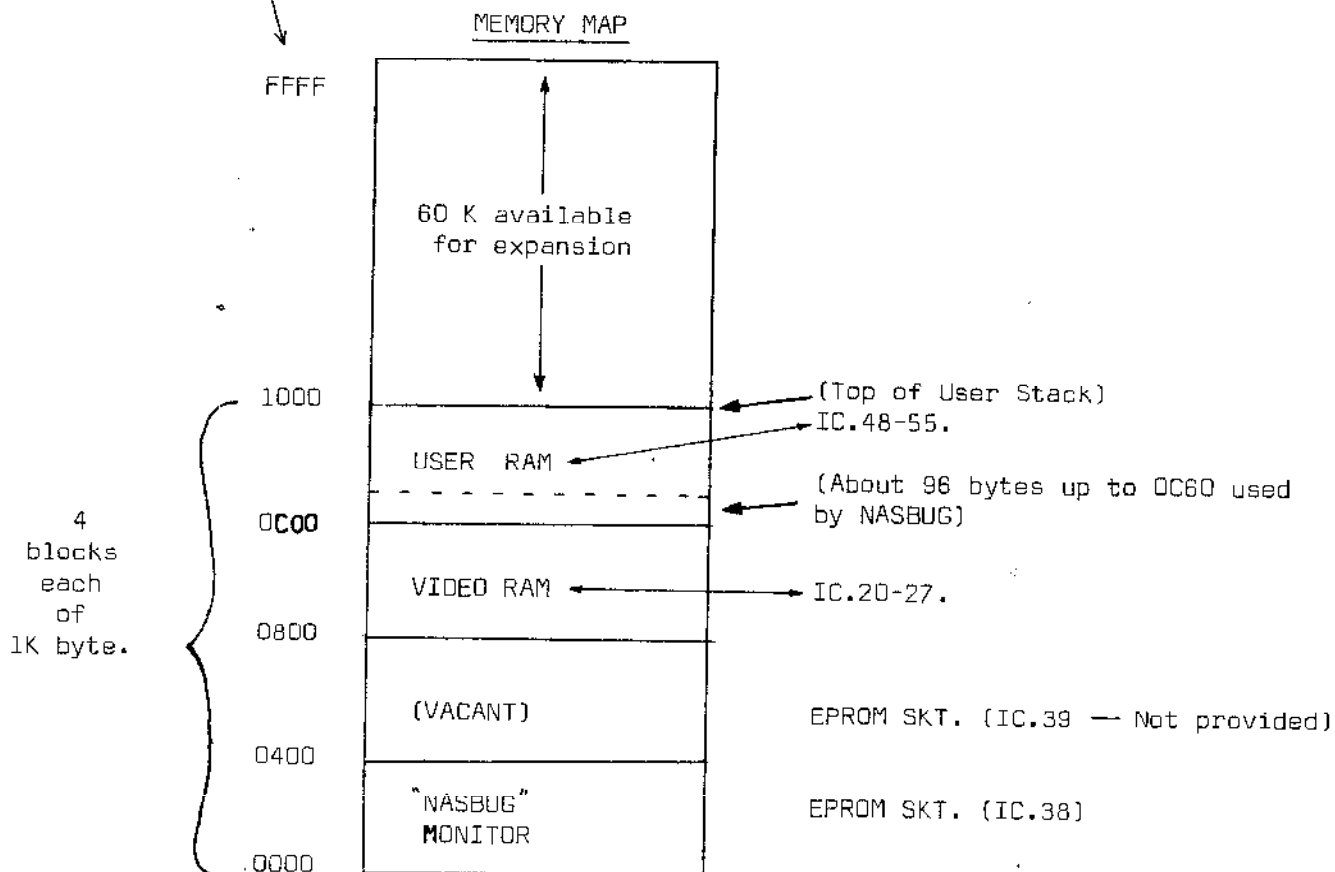 MEMORY MAP
FFFF
60 K available
for expansion
1000
(Top of User Stack)
IC.48-55.
USER RAM
(About 96 bytes up to 0C60 used
by NASBUG)
0C00
4
blocks
each
of
1K byte.
VIDEO RAM
IC.20-27.
0800
(VACANT)
EPROM SKT. (IC.39 — Not provided)
0400
"NASBUG"
MONITOR
EPROM SKT. (IC.38)
.0000